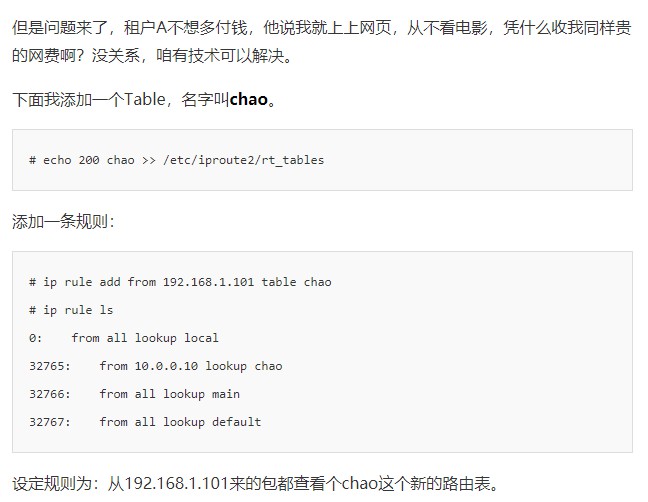 但是问题来了，租户A不想多付钱，他说我就上上网页，从不看电影，凭什么收我同样贵
的网费啊？没关系，咱有技术可以解决。
下面我添加一个Table，名字叫chao。
# echo 200 chao >> /etc/iproute2/rt_tables
添加一条规则：
# ip rule add from 192.168.1.101 table chao
# ip rule ls
0:    from all lookup local
32765:    from 10.0.0.10 lookup chao
32766:    from all lookup main
32767:    from all lookup default
设定规则为：从192.168.1.101来的包都查看个chao这个新的路由表。